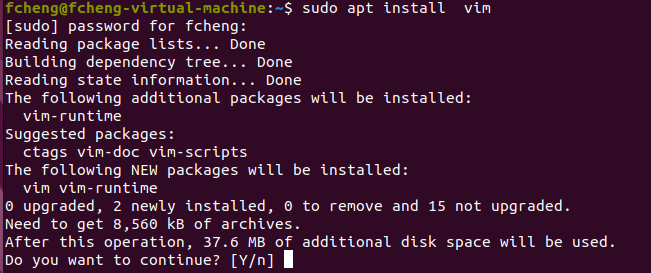 fcheng@fcheng-virtual-machine:~$ sudo apt install  vim
[sudo] password for fcheng:
Reading package lists... Done
Building dependency tree... Done
Reading state information... Done
The following additional packages will be installed:
  vim-runtime
Suggested packages:
  ctags vim-doc vim-scripts
The following NEW packages will be installed:
  vim vim-runtime
0 upgraded, 2 newly installed, 0 to remove and 15 not upgraded.
Need to get 8,560 kB of archives.
After this operation, 37.6 MB of additional disk space will be used.
Do you want to continue? [Y/n]